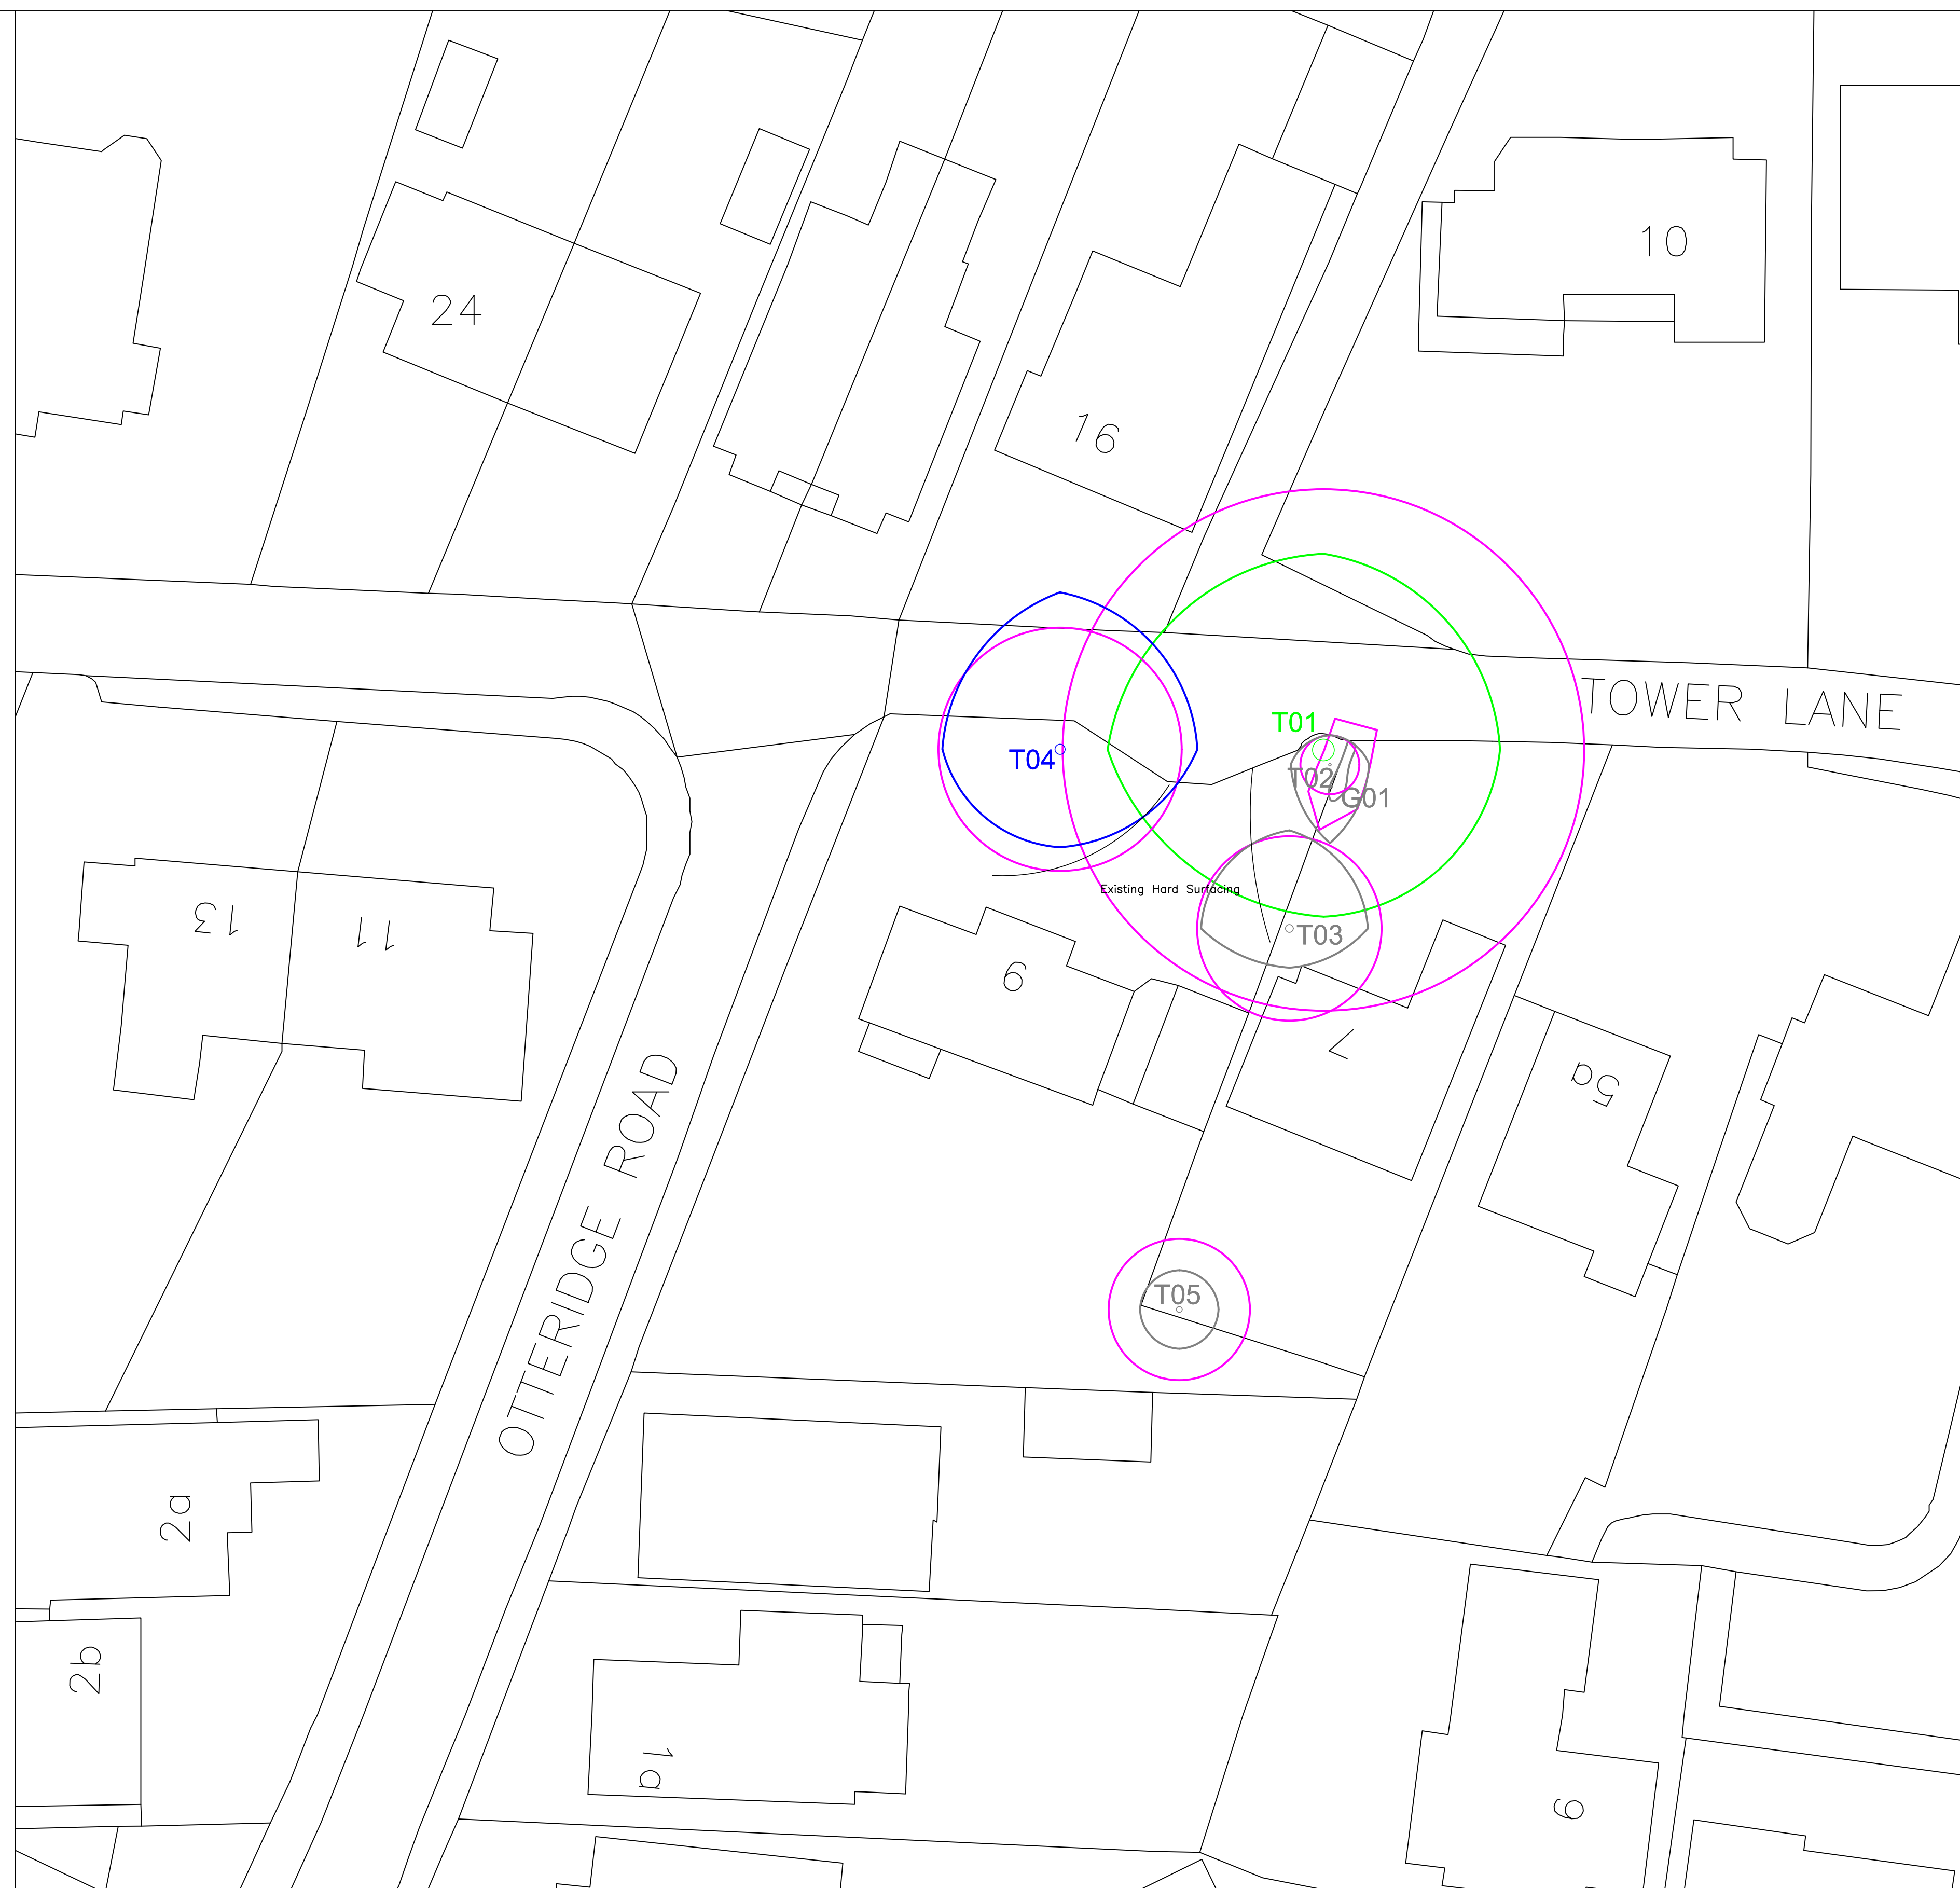 10
24
16
TOWER LANE
T01
T04
T02
G01
Existing Hard Surfacing
13
11
T03
9
7
5a
OTTERIDGE ROAD
T05
2a
2b
1a